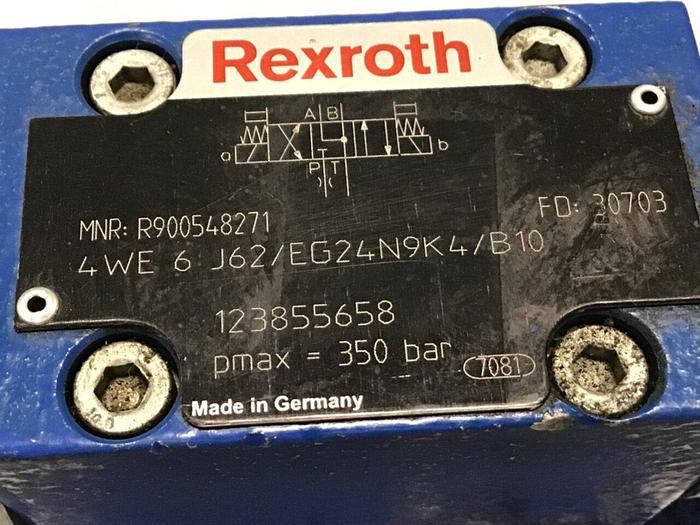 Rexroth
A B
a b
T
P T
MNR: R900548271
FD: 30703
4WE 6 J62/EG24N9K4/B10
123855658
pmax = 350 bar
7081
Made in Germany